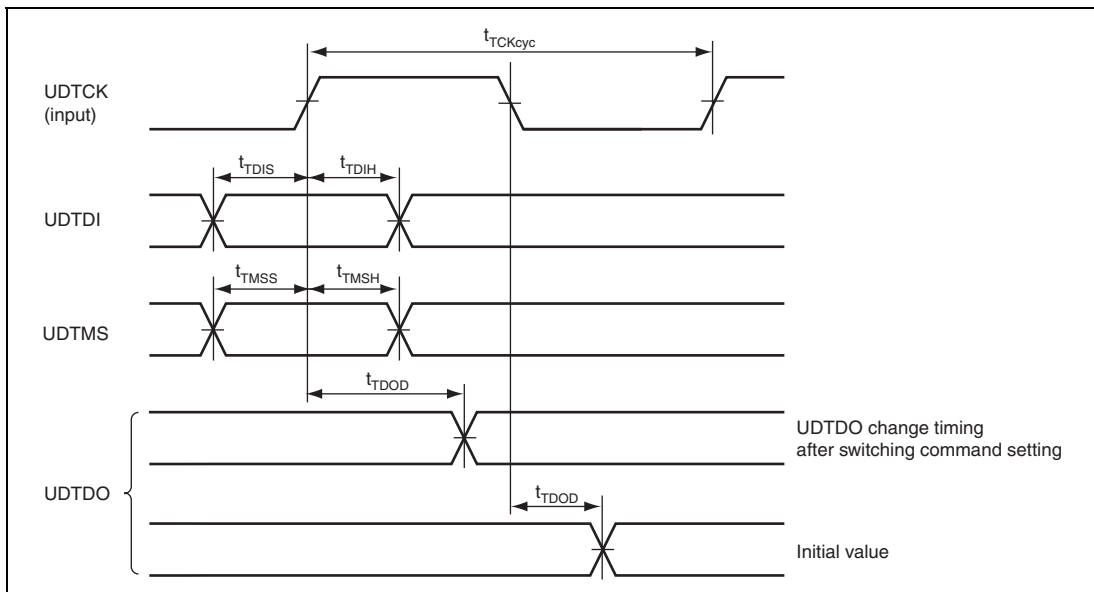 tTCKcyc
UDTCK
(input)
tTDIS
tTDIH
UDTDI
tTMSS
tTMSH
UDTMS
tTDOD
UDTDO change timing
after switching command setting
UDTDO
tTDOD
Initial value